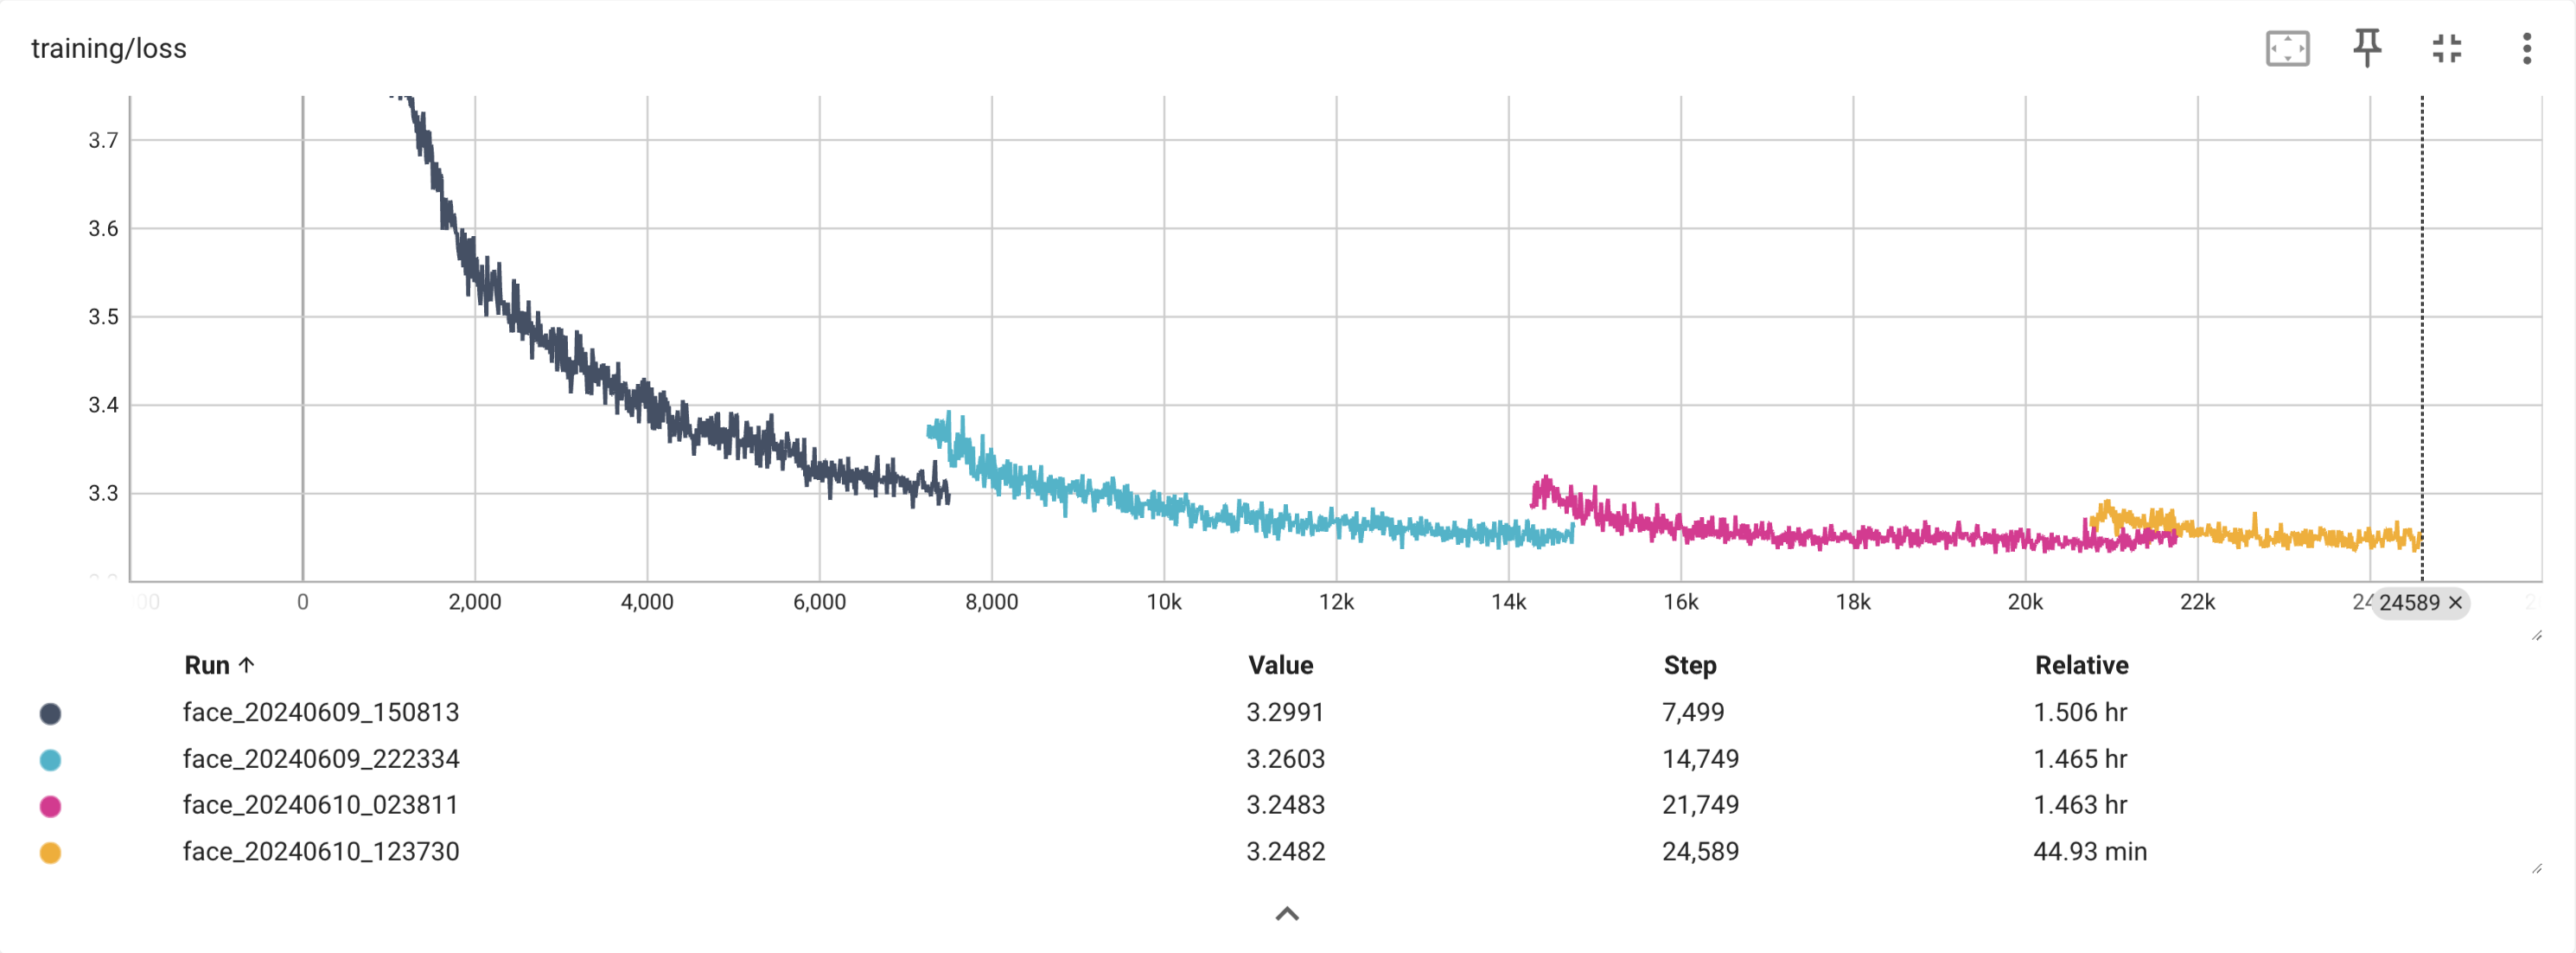 training/loss
3.7
3.6
3.5
3.4
3.3
0 2,000 4,000 6,000 8,000 10k 12k 14k 16k 18k 20k 22k 24589 ✕
Run ↑ Value Step Relative
face_20240609_150813 3.2991 7,499 1.506 hr
face_20240609_222334 3.2603 14,749 1.465 hr
face_20240610_023811 3.2483 21,749 1.463 hr
face_20240610_123730 3.2482 24,589 44.93 min